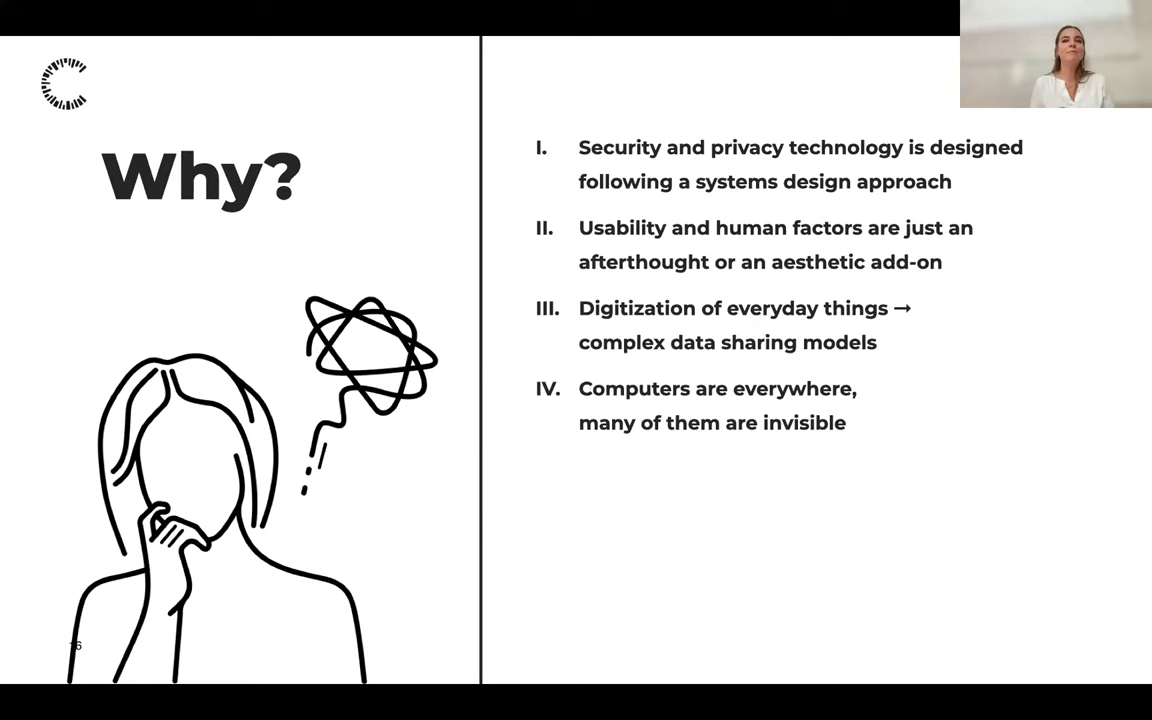 Why?
I. Security and privacy technology is designed
following a systems design approach
II. Usability and human factors are just an
afterthought or an aesthetic add-on
III. Digitization of everyday things →
complex data sharing models
IV. Computers are everywhere,
many of them are invisible
16